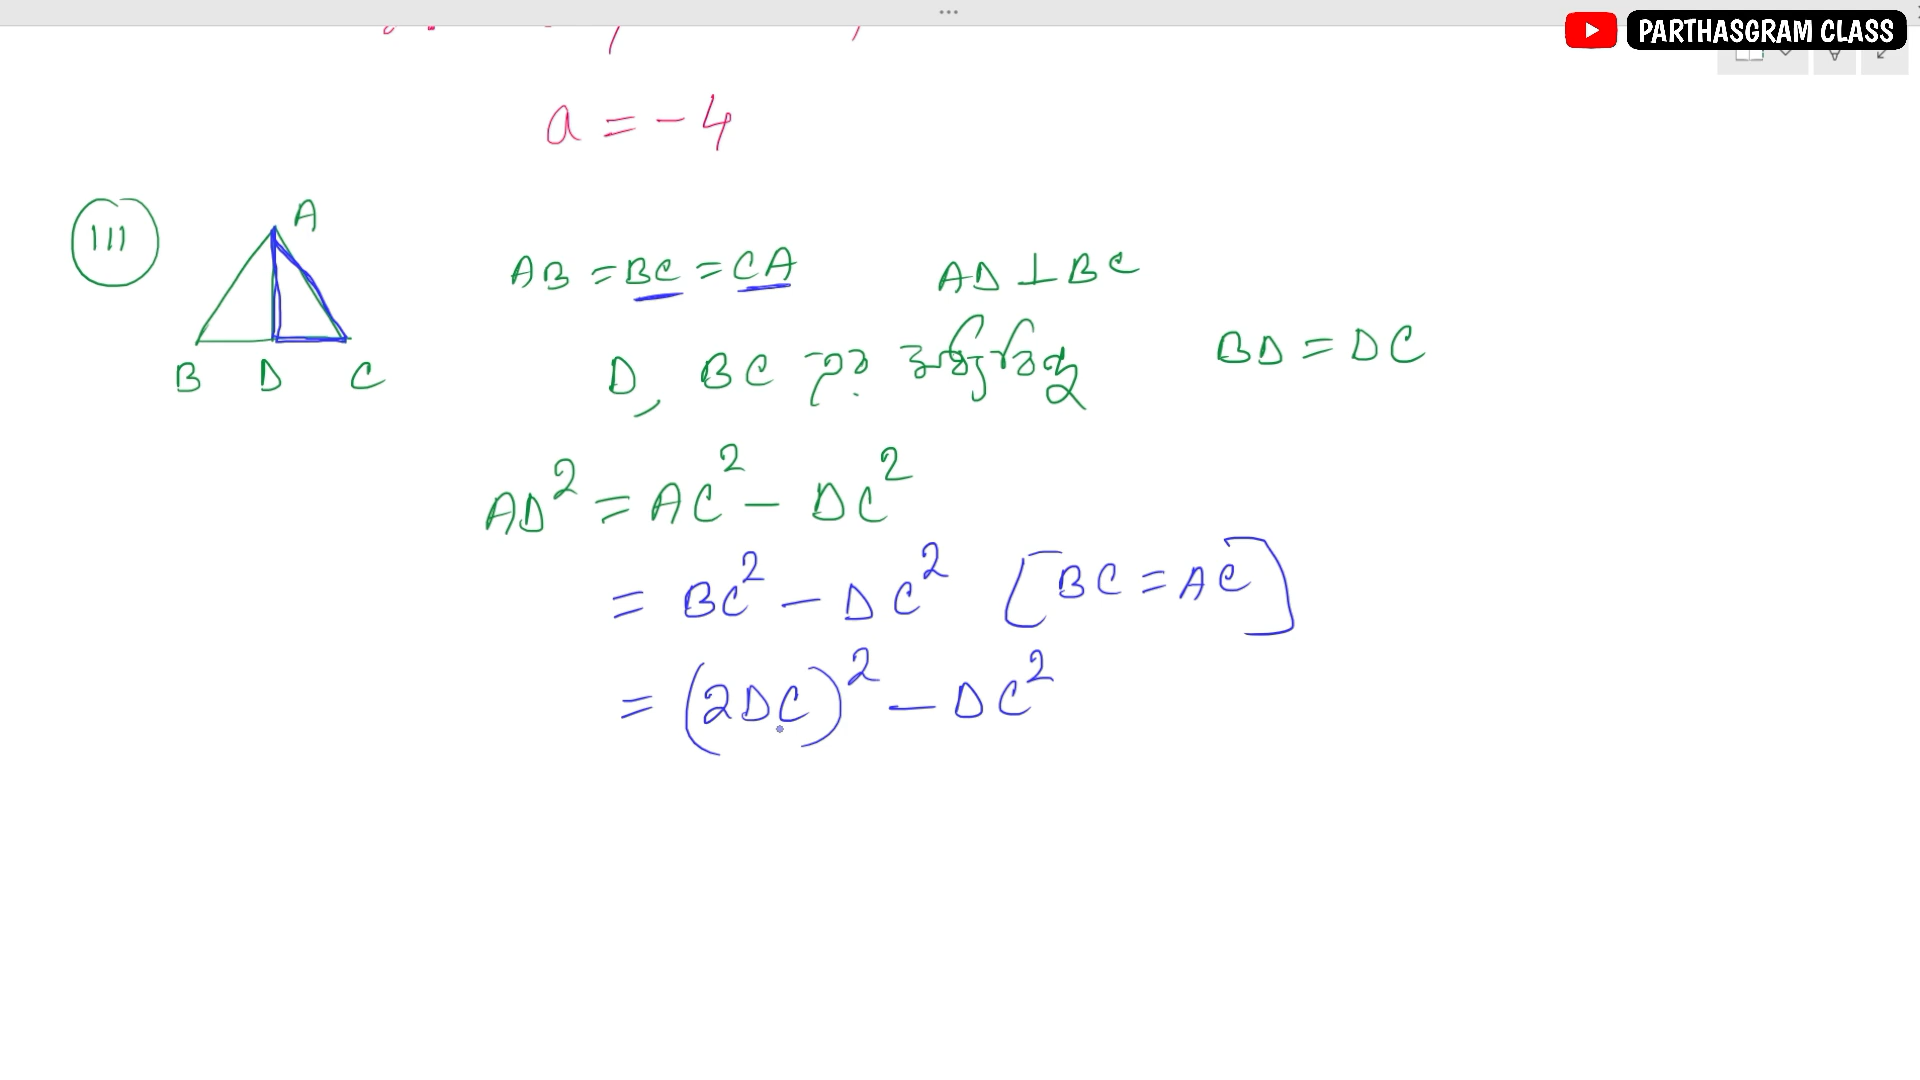 PARTHASGRAM CLASS
a = - 4
III
A
B D C
AB = BC = CA AD ⊥ BC
D, BC এর মধ্যবিন্দু BD = DC
AD² = AC² - DC²
= BC² - DC² [BC = AC]
= (2DC)² - DC²